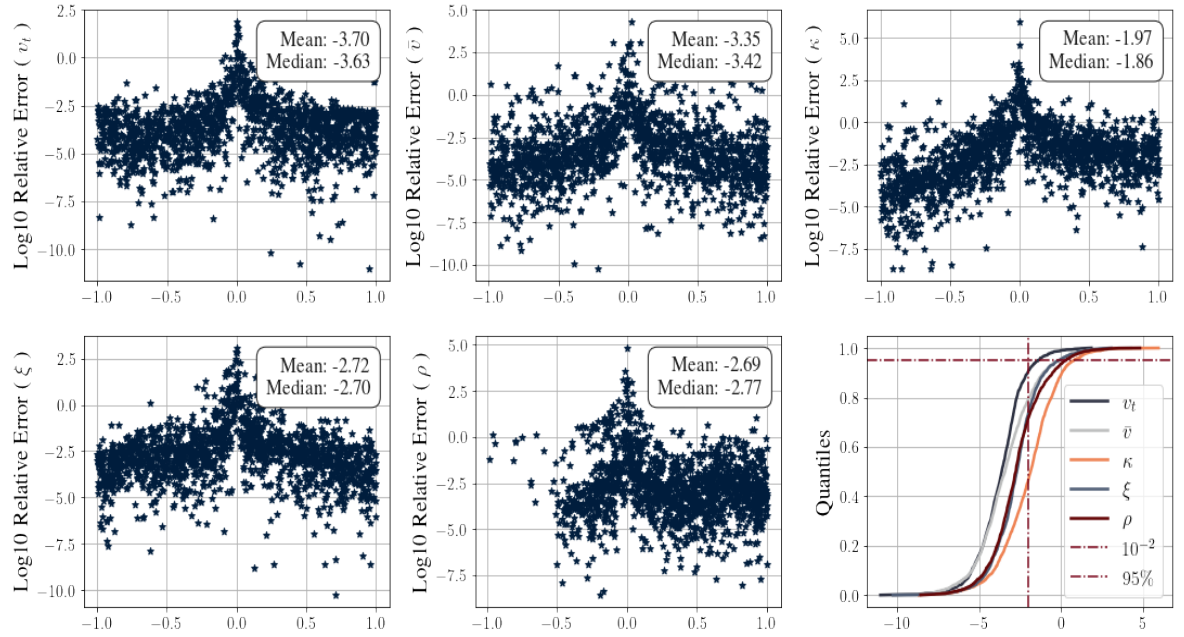 2.5
0.0
−2.5
−5.0
−7.5
−10.0
Log10 Relative Error ( v_t )
Mean: -3.70
Median: -3.63
−1.0 −0.5 0.0 0.5 1.0
5.0
2.5
0.0
−2.5
−5.0
−7.5
−10.0
Log10 Relative Error ( v̄ )
Mean: -3.35
Median: -3.42
−1.0 −0.5 0.0 0.5 1.0
5.0
2.5
−0.0
−2.5
−5.0
−7.5
Log10 Relative Error ( κ )
Mean: -1.97
Median: -1.86
−1.0 −0.5 0.0 0.5 1.0
2.5
0.0
−2.5
−5.0
−7.5
−10.0
Log10 Relative Error ( ξ )
Mean: -2.72
Median: -2.70
−1.0 −0.5 0.0 0.5 1.0
5.0
2.5
0.0
−2.5
−5.0
−7.5
Log10 Relative Error ( ρ )
Mean: -2.69
Median: -2.77
−1.0 −0.5 0.0 0.5 1.0
1.0
0.8
0.6
0.4
0.2
0.0
Quantiles
v_t
v̄
κ
ξ
ρ
10⁻²
95%
−10 −5 0 5